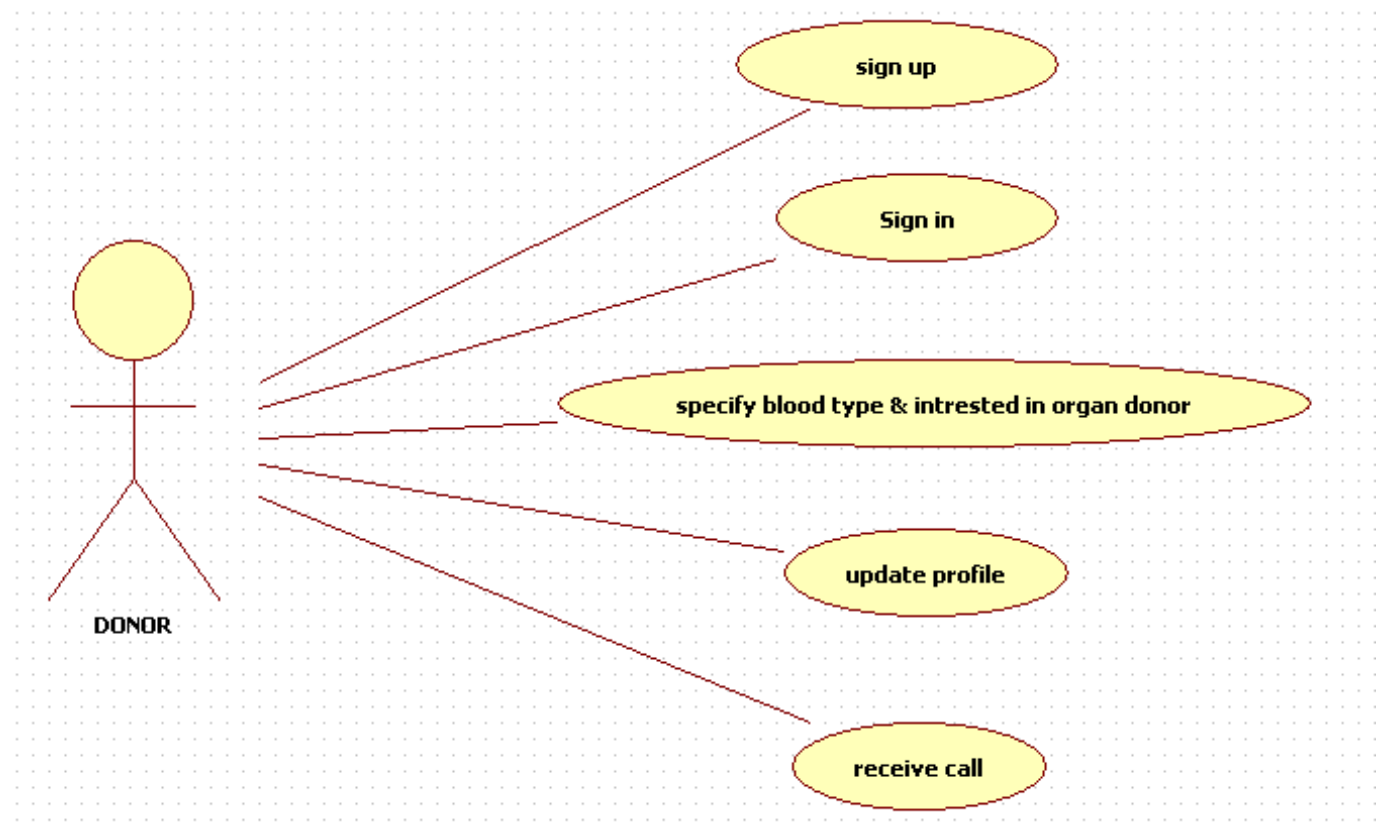 sign up
Sign in
specify blood type & intrested in organ donor
update profile
DONOR
receive call